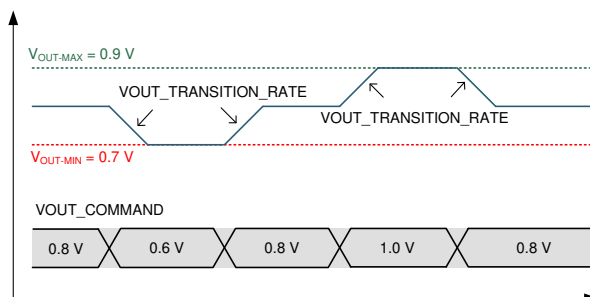 VOUT-MAX = 0.9 V
VOUT_TRANSITION_RATE
VOUT_TRANSITION_RATE
VOUT-MIN = 0.7 V
VOUT_COMMAND
0.8 V 0.6 V 0.8 V 1.0 V 0.8 V